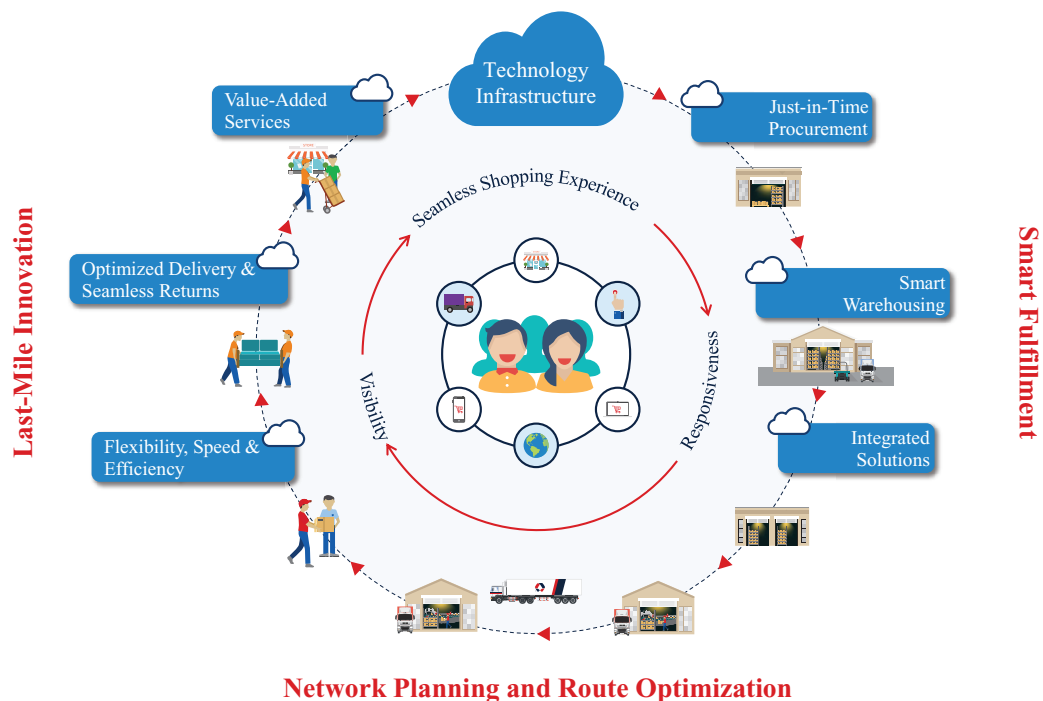 Technology
Infrastructure
Value-Added
Services
Just-in-Time
Procurement
Seamless Shopping Experience
Last-Mile Innovation
Smart Fulfillment
Optimized Delivery &
Seamless Returns
Smart
Warehousing
Visibility
Responsiveness
Flexibility, Speed &
Efficiency
Integrated
Solutions
Network Planning and Route Optimization